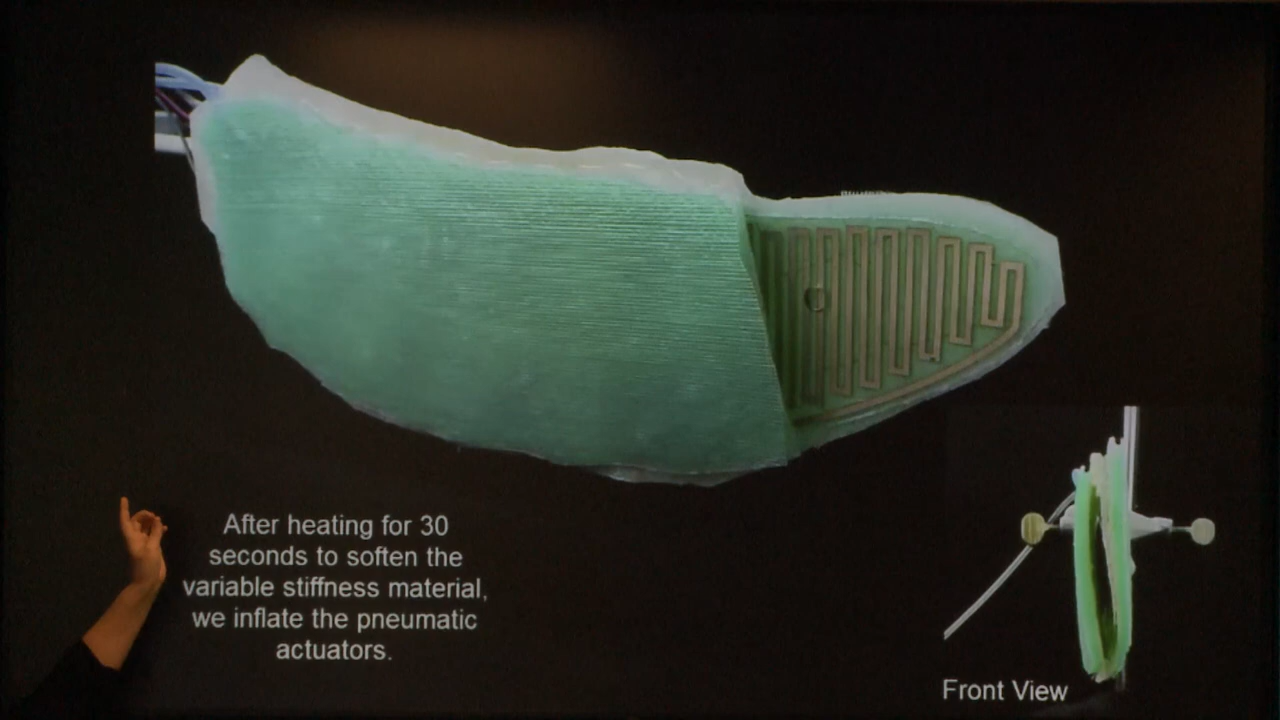 After heating for 30
seconds to soften the
variable stiffness material,
we inflate the pneumatic
actuators.
Front View